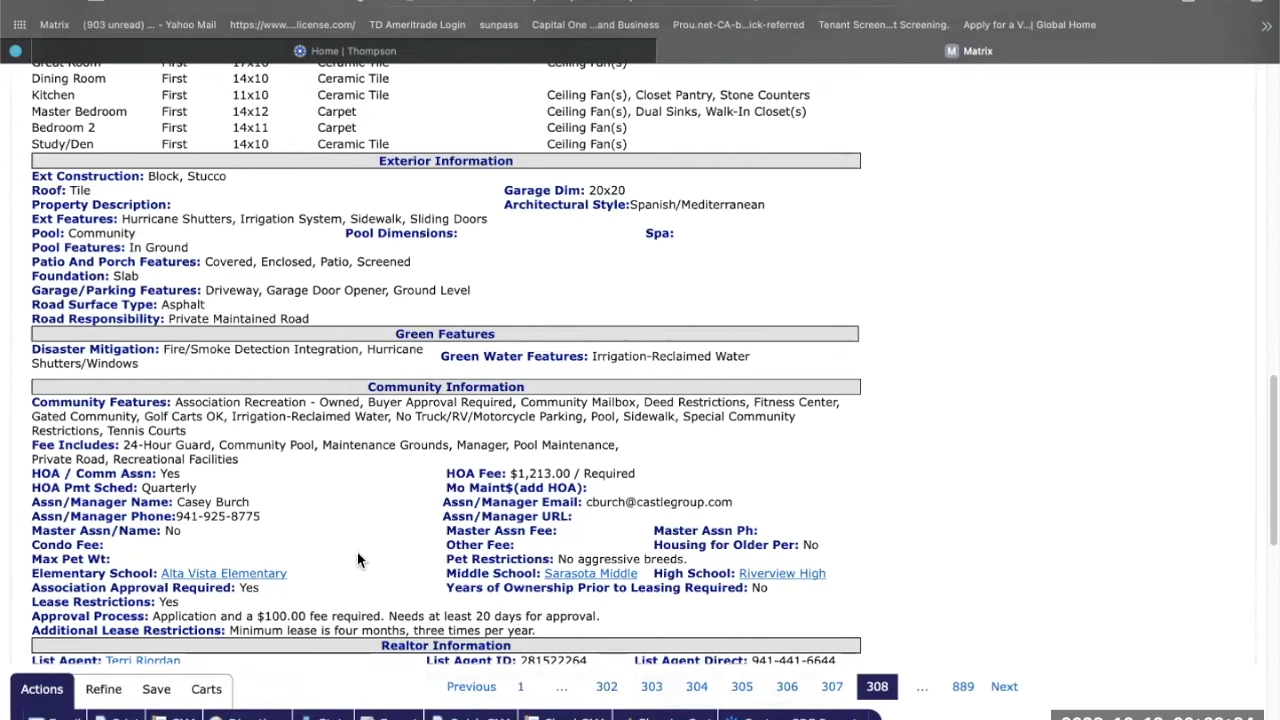 Matrix (903 unread) ... - Yahoo Mail https://www....license.com/ TD Ameritrade Login sunpass Capital One ...and Business Prou.net-CA-b...ick-referred Tenant Screen...t Screening. Apply for a V...| Global Home
Home | Thompson M Matrix
Great Room First 17x16 Ceramic Tile Ceiling Fan(s)
Dining Room First 14x10 Ceramic Tile
Kitchen First 11x10 Ceramic Tile Ceiling Fan(s), Closet Pantry, Stone Counters
Master Bedroom First 14x12 Carpet Ceiling Fan(s), Dual Sinks, Walk-In Closet(s)
Bedroom 2 First 14x11 Carpet Ceiling Fan(s)
Study/Den First 14x10 Ceramic Tile Ceiling Fan(s)
Exterior Information
Ext Construction: Block, Stucco
Roof: Tile Garage Dim: 20x20
Property Description: Architectural Style:Spanish/Mediterranean
Ext Features: Hurricane Shutters, Irrigation System, Sidewalk, Sliding Doors
Pool: Community Pool Dimensions: Spa:
Pool Features: In Ground
Patio And Porch Features: Covered, Enclosed, Patio, Screened
Foundation: Slab
Garage/Parking Features: Driveway, Garage Door Opener, Ground Level
Road Surface Type: Asphalt
Road Responsibility: Private Maintained Road
Green Features
Disaster Mitigation: Fire/Smoke Detection Integration, Hurricane
Shutters/Windows Green Water Features: Irrigation-Reclaimed Water
Community Information
Community Features: Association Recreation - Owned, Buyer Approval Required, Community Mailbox, Deed Restrictions, Fitness Center,
Gated Community, Golf Carts OK, Irrigation-Reclaimed Water, No Truck/RV/Motorcycle Parking, Pool, Sidewalk, Special Community
Restrictions, Tennis Courts
Fee Includes: 24-Hour Guard, Community Pool, Maintenance Grounds, Manager, Pool Maintenance,
Private Road, Recreational Facilities
HOA / Comm Assn: Yes HOA Fee: $1,213.00 / Required
HOA Pmt Sched: Quarterly Mo Maint$(add HOA):
Assn/Manager Name: Casey Burch Assn/Manager Email: cburch@castlegroup.com
Assn/Manager Phone:941-925-8775 Assn/Manager URL:
Master Assn/Name: No Master Assn Fee: Master Assn Ph:
Condo Fee: Other Fee: Housing for Older Per: No
Max Pet Wt: Pet Restrictions: No aggressive breeds.
Elementary School: Alta Vista Elementary Middle School: Sarasota Middle High School: Riverview High
Association Approval Required: Yes Years of Ownership Prior to Leasing Required: No
Lease Restrictions: Yes
Approval Process: Application and a $100.00 fee required. Needs at least 20 days for approval.
Additional Lease Restrictions: Minimum lease is four months, three times per year.
Realtor Information
List Agent: Terri Riordan List Agent ID: 281522264 List Agent Direct: 941-441-6644
Actions Refine Save Carts Previous 1 ... 302 303 304 305 306 307 308 ... 889 Next